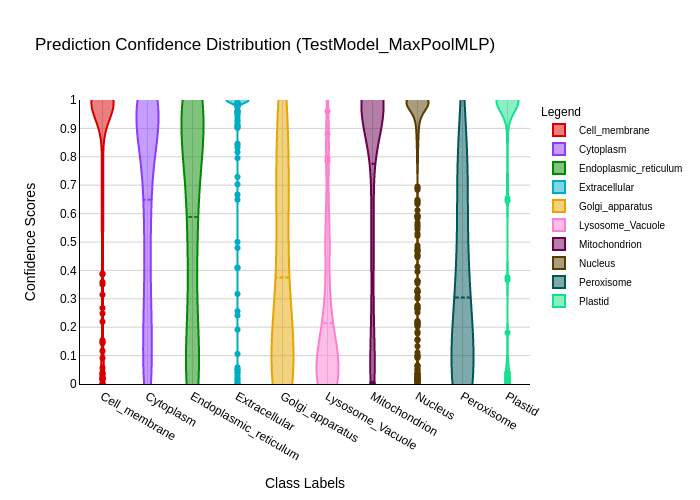 Prediction Confidence Distribution (TestModel_MaxPoolMLP)
Confidence Scores
1
0.9
0.8
0.7
0.6
0.5
0.4
0.3
0.2
0.1
0
Cell_membrane
Cytoplasm
Endoplasmic_reticulum
Extracellular
Golgi_apparatus
Lysosome_Vacuole
Mitochondrion
Nucleus
Peroxisome
Plastid
Class Labels
Legend
Cell_membrane
Cytoplasm
Endoplasmic_reticulum
Extracellular
Golgi_apparatus
Lysosome_Vacuole
Mitochondrion
Nucleus
Peroxisome
Plastid